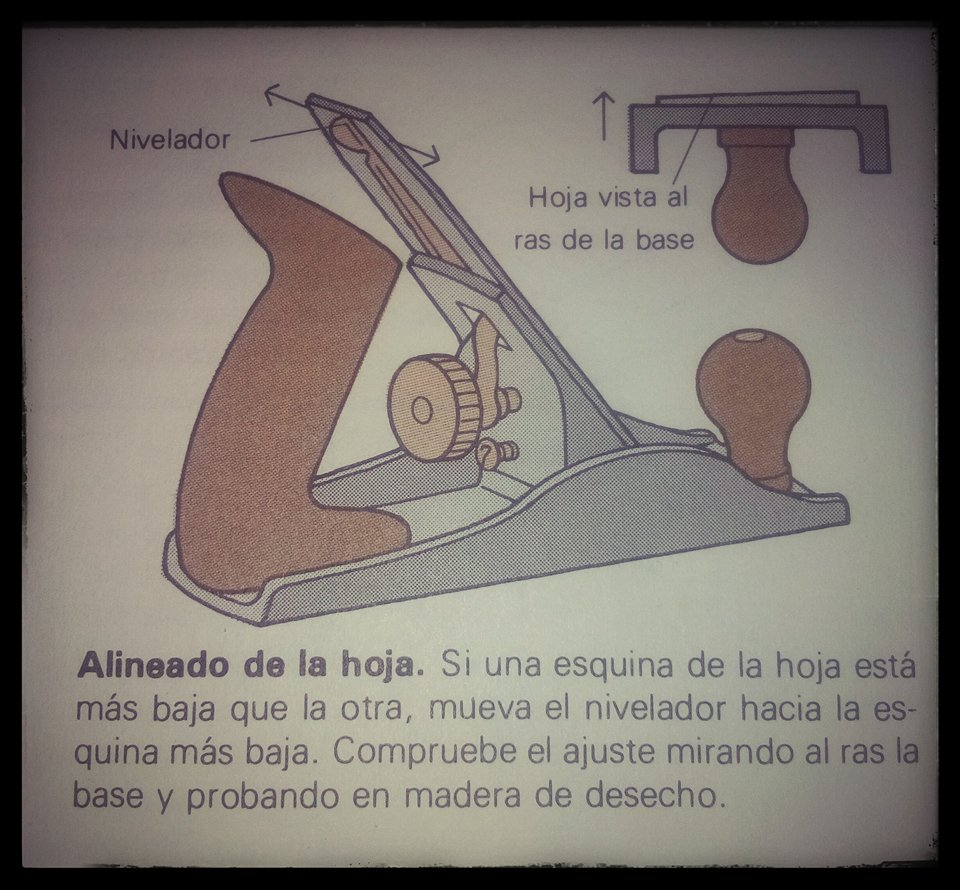 Nivelador
Hoja vista al
ras de la base
Alineado de la hoja. Si una esquina de la hoja está
más baja que la otra, mueva el nivelador hacia la es-
quina más baja. Compruebe el ajuste mirando al ras la
base y probando en madera de desecho.